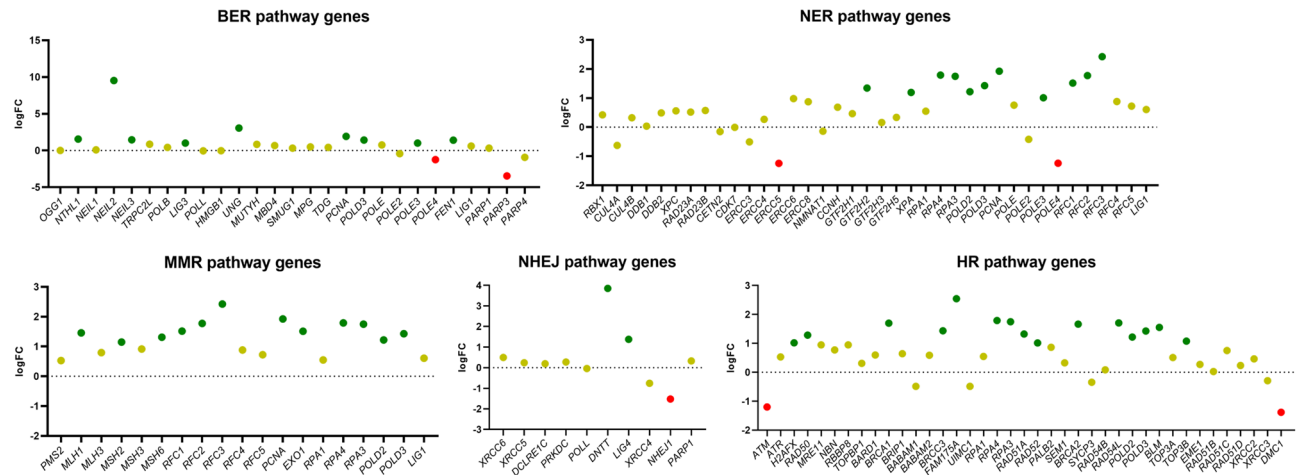 BER pathway genes
logFC
15
10
5
0
-5
OGG1 NTHL1 NEIL1 NEIL2 NEIL3 TRPC2L POLB LIG3 POLL HMGB1 UNG MUTYH MBD4 SMUG1 MPG TDG PCNA POLD3 POLE POLE2 POLE3 POLE4 FEN1 LIG1 PARP1 PARP3 PARP4
NER pathway genes
logFC
3
2
1
0
-1
-2
RBX1 CUL4A CUL4B DDB1 DDB2 XPC RAD23A RAD23B CETN2 CDK7 ERCC3 ERCC4 ERCC5 ERCC6 ERCC8 NMNAT1 CCNH GTF2H1 GTF2H2 GTF2H3 GTF2H5 XPA RPA1 RPA4 RPA3 POLD2 POLD3 PCNA POLE POLE2 POLE3 POLE4 RFC1 RFC2 RFC3 RFC4 RFC5 LIG1
MMR pathway genes
logFC
3
2
1
0
-1
-2
PMS2 MLH1 MLH3 MSH2 MSH3 MSH6 RFC1 RFC2 RFC3 RFC4 RFC5 PCNA EXO1 RPA1 RPA4 RPA3 POLD2 POLD3 LIG1
NHEJ pathway genes
logFC
4
3
2
1
0
-1
-2
-3
XRCC6 XRCC5 DCLRE1C PRKDC POLL DNTT LIG4 XRCC4 NHEJ1 PARP1
HR pathway genes
logFC
3
2
1
0
-1
-2
ATM ATR H2AFX RAD50 MRE11 NBN RBBP8 TOPBP1 BARD1 BRCA1 BRIP1 BABAM1 BABAM2 BRCC3 FAM175A UIMC1 RPA1 RPA4 RPA3 RAD51A RAD52 PALB2 EEM1 BRCA2 SYCP3 RAD54B RAD54L POLD2 POLD3 BLM TOP3A TOP3B EME1 RAD51B RAD51C RAD51D XRCC2 XRCC3 DMC1